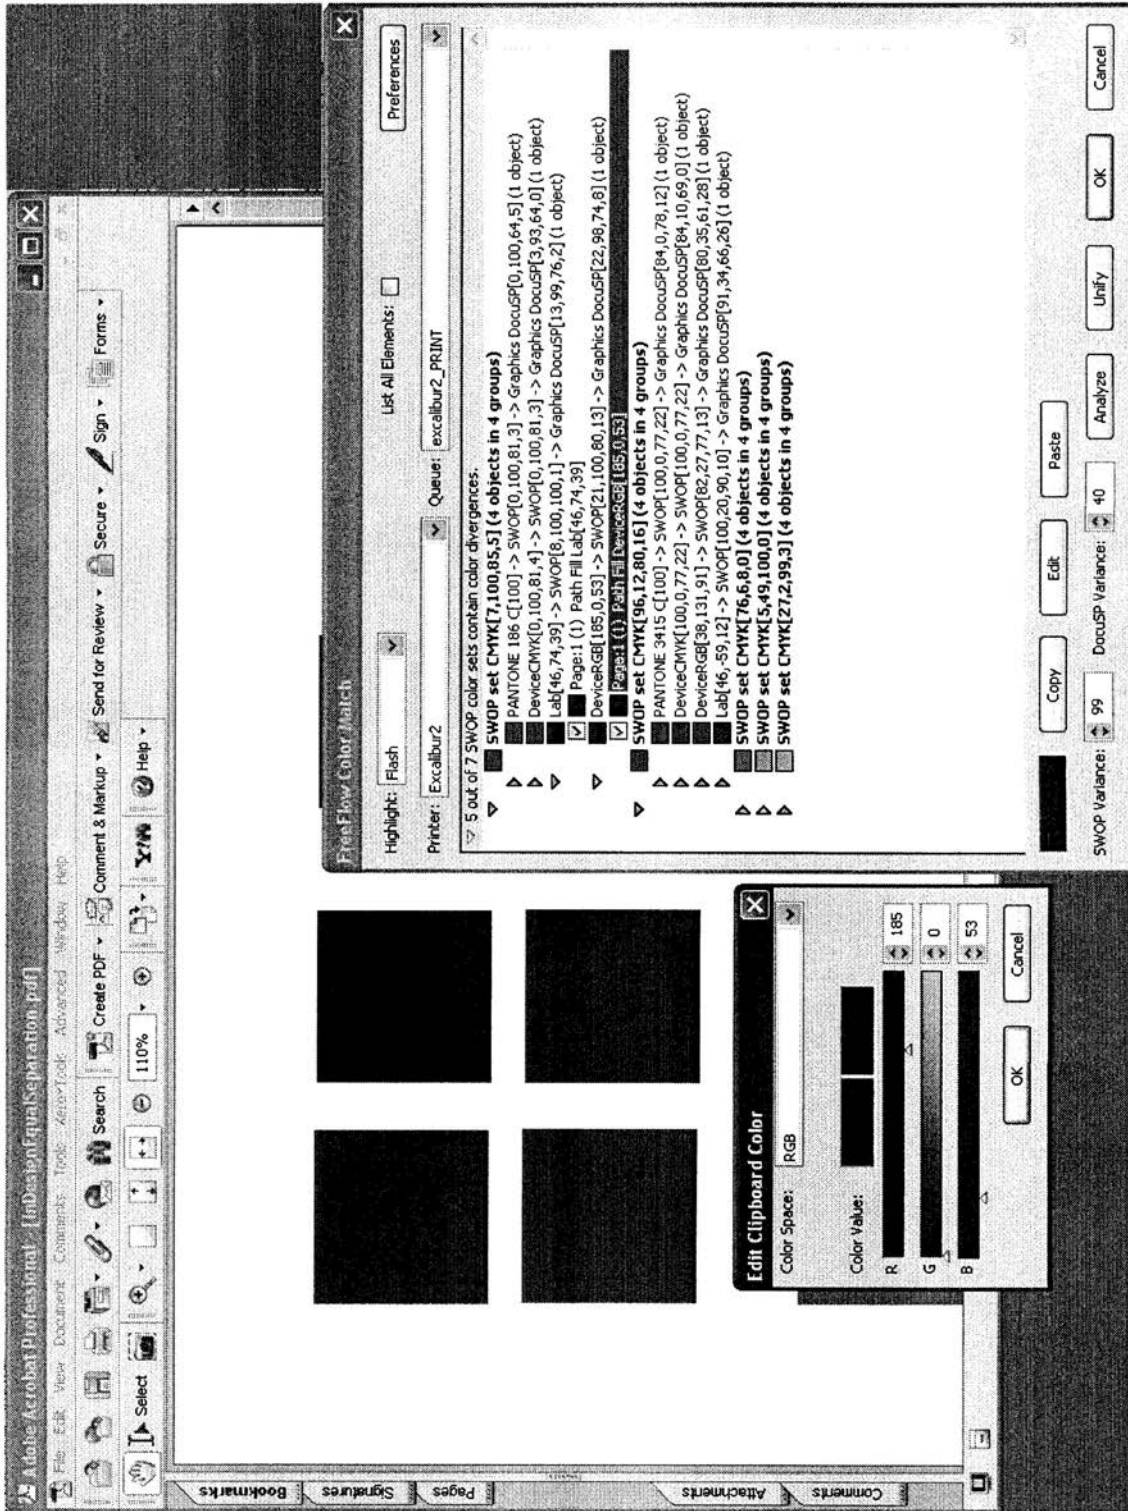 Adobe Acrobat Professional - [InDesignEqualSeparation.pdf]
File Edit View Document Comments Tools XeroxTools Advanced Window Help
Search Create PDF Comment & Markup Send for Review Secure Sign Forms
Select 110% Y! Help
Bookmarks
Signatures
Pages
Attachments
Comments
FreeFlow Color Match
Highlight: Flash List All Elements: Preferences
Printer: Excalibur2 Queue: excalibur2_PRINT
5 out of 7 SWOP color sets contain color divergences.
SWOP set CMYK[7,100,85,5] (4 objects in 4 groups)
PANTONE 186 C[100] -> SWOP[0,100,81,3] -> Graphics DocuSP[0,100,64,5] (1 object)
DeviceCMYK[0,100,81,4] -> SWOP[0,100,81,3] -> Graphics DocuSP[3,93,64,0] (1 object)
Lab[46,74,39] -> SWOP[8,100,100,1] -> Graphics DocuSP[13,99,76,2] (1 object)
Page:1 (1) Path Fill Lab[46,74,39]
DeviceRGB[185,0,53] -> SWOP[21,100,80,13] -> Graphics DocuSP[22,98,74,8] (1 object)
Page:1 (1) Path Fill DeviceRGB[185,0,53]
SWOP set CMYK[96,12,80,16] (4 objects in 4 groups)
PANTONE 3415 C[100] -> SWOP[100,0,77,22] -> Graphics DocuSP[84,0,78,12] (1 object)
DeviceCMYK[100,0,77,22] -> SWOP[100,0,77,22] -> Graphics DocuSP[84,10,69,0] (1 object)
DeviceRGB[38,131,91] -> SWOP[82,27,77,13] -> Graphics DocuSP[80,35,61,28] (1 object)
Lab[46,-59,12] -> SWOP[100,20,90,10] -> Graphics DocuSP[91,34,66,26] (1 object)
SWOP set CMYK[76,6,8,0] (4 objects in 4 groups)
SWOP set CMYK[5,49,100,0] (4 objects in 4 groups)
SWOP set CMYK[27,2,99,3] (4 objects in 4 groups)
Copy Edit Paste
SWOP Variance: 99 DocuSP Variance: 40 Analyze Unify OK Cancel
Edit Clipboard Color
Color Space: RGB
Color Value:
R 185
G 0
B 53
OK Cancel